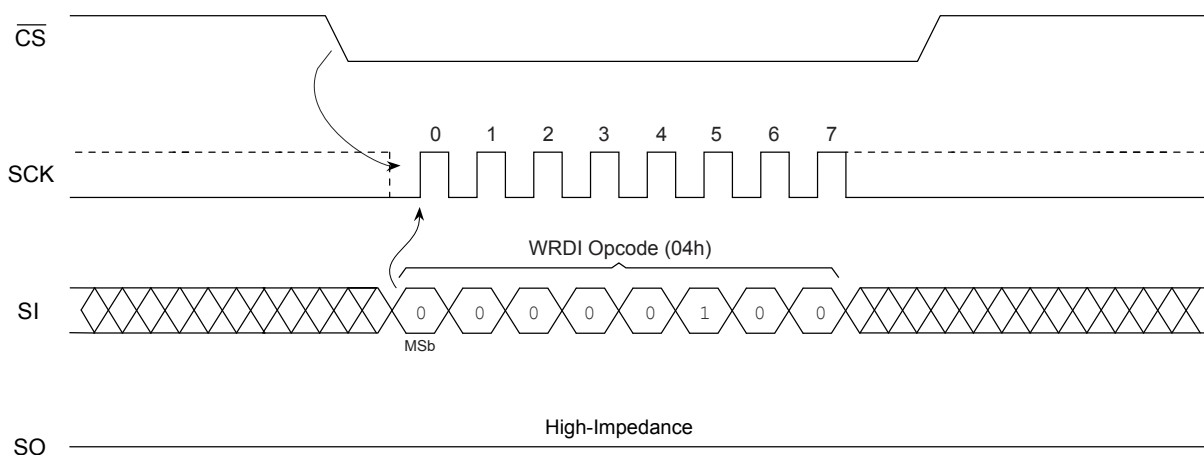 CS
0 1 2 3 4 5 6 7
SCK
WRDI Opcode (04h)
SI
0 0 0 0 0 1 0 0
MSb
High-Impedance
SO